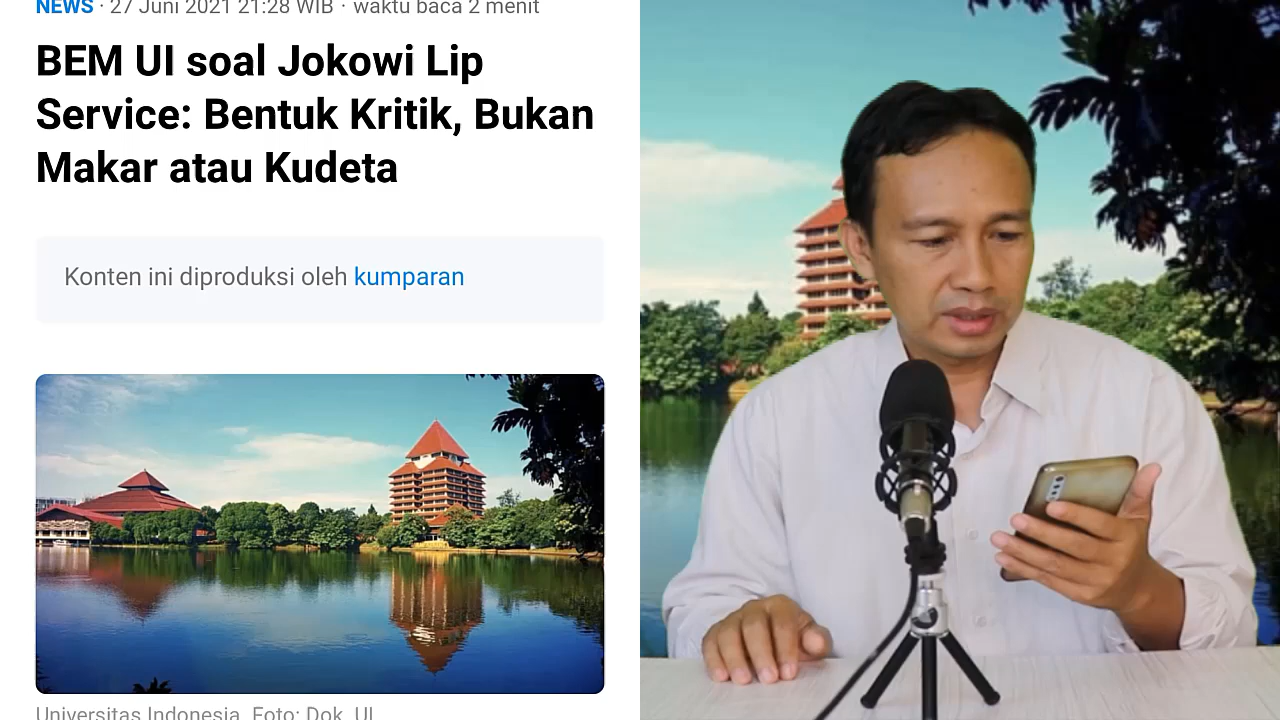 NEWS · 27 Juni 2021 21:28 WIB · waktu baca 2 menit
BEM UI soal Jokowi Lip
Service: Bentuk Kritik, Bukan
Makar atau Kudeta
Konten ini diproduksi oleh kumparan
Universitas Indonesia. Foto: Dok. UI